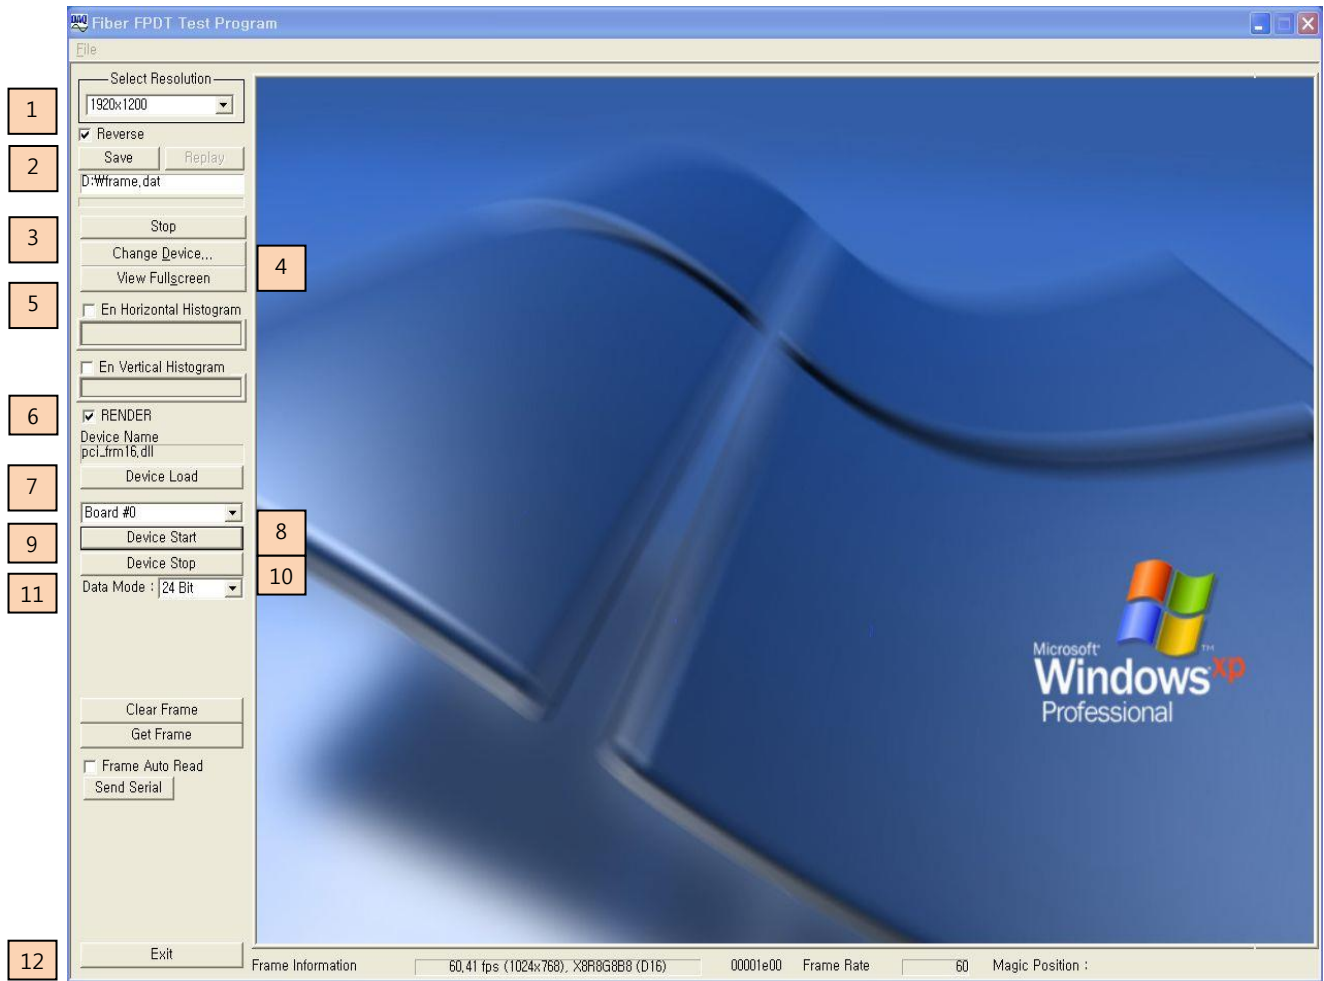 Fiber FPDT Test Program
File
Select Resolution
1
1920x1200
Reverse
2
Save
Replay
D:₩frame.dat
3
Stop
Change Device...
4
View Fullscreen
5
En Horizontal Histogram
En Vertical Histogram
6
RENDER
Device Name
pci_frm16.dll
7
Device Load
Board #0
8
9
Device Start
Device Stop
10
11
Data Mode : 24 Bit
Microsoft
Windows xp TM
Professional
Clear Frame
Get Frame
Frame Auto Read
Send Serial
12
Exit
Frame Information 60.41 fps (1024x768), X8R8G8B8 (D16) 00001e00 Frame Rate 60 Magic Position :